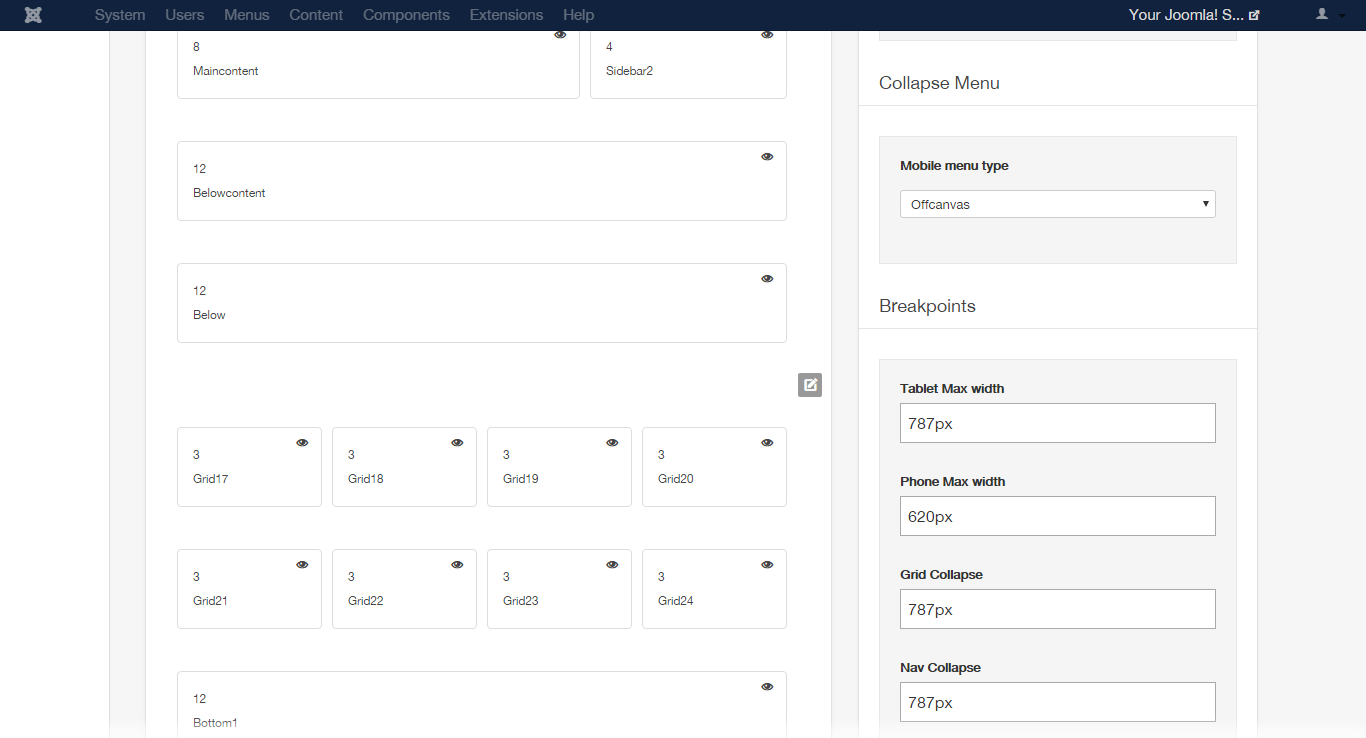 System Users Menus Content Components Extensions Help Your Joomla! S...
8 4
Maincontent Sidebar2
12
Belowcontent
12
Below
3 3 3 3
Grid17 Grid18 Grid19 Grid20
3 3 3 3
Grid21 Grid22 Grid23 Grid24
12
Bottom1
Collapse Menu
Mobile menu type
Offcanvas
Breakpoints
Tablet Max width
787px
Phone Max width
620px
Grid Collapse
787px
Nav Collapse
787px